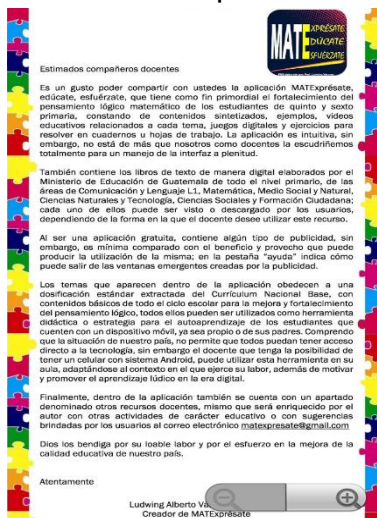 MAT
EXPRÉSATE
EDÚCATE
ESFUÉRZATE
Estimados compañeros docentes
Es un gusto poder compartir con ustedes la aplicación MATExprésate,
edúcate, esfuérzate, que tiene como fin primordial el fortalecimiento del
pensamiento lógico matemático de los estudiantes de quinto y sexto
primaria, constando de contenidos sintetizados, ejemplos, videos
educativos relacionados a cada tema, juegos digitales y ejercicios para
resolver en cuadernos u hojas de trabajo. La aplicación es intuitiva, sin
embargo, no está de más que nosotros como docentes la escudriñemos
totalmente para un manejo de la interfaz a plenitud.
También contiene los libros de texto de manera digital elaborados por el
Ministerio de Educación de Guatemala de todo el nivel primario, de las
áreas de Comunicación y Lenguaje L1, Matemática, Medio Social y Natural,
Ciencias Naturales y Tecnología, Ciencias Sociales y Formación Ciudadana;
cada uno de ellos puede ser visto o descargado por los usuarios,
dependiendo de la forma en la que el docente desee utilizar este recurso.
Al ser una aplicación gratuita, contiene algún tipo de publicidad, sin
embargo, es mínima comparado con el beneficio y provecho que puede
producir la utilización de la misma; en la pestaña “ayuda” indica cómo
puede salir de las ventanas emergentes creadas por la publicidad.
Los temas que aparecen dentro de la aplicación obedecen a una
dosificación estándar extractada del Currículum Nacional Base, con
contenidos básicos de todo el ciclo escolar para la mejora y fortalecimiento
del pensamiento lógico, todos ellos pueden ser utilizados como herramienta
didáctica o estrategia para el autoaprendizaje de los estudiantes que
cuenten con un dispositivo móvil, ya sea propio o de sus padres. Comprendo
que la situación de nuestro país, no permite que todos puedan tener acceso
directo a la tecnología, sin embargo el docente que tenga la posibilidad de
tener un celular con sistema Android, puede utilizar esta herramienta en su
aula, adaptándose al contexto en el que ejerce su labor, además de motivar
y promover el aprendizaje lúdico en la era digital.
Finalmente, dentro de la aplicación también se cuenta con un apartado
denominado otros recursos docentes, mismo que será enriquecido por el
autor con otras actividades de carácter educativo o con sugerencias
brindadas por los usuarios al correo electrónico matexpresate@gmail.com
Dios los bendiga por su loable labor y por el esfuerzo en la mejora de la
calidad educativa de nuestro país.
Atentamente
Ludwing Alberto
Creador de MATExprésate